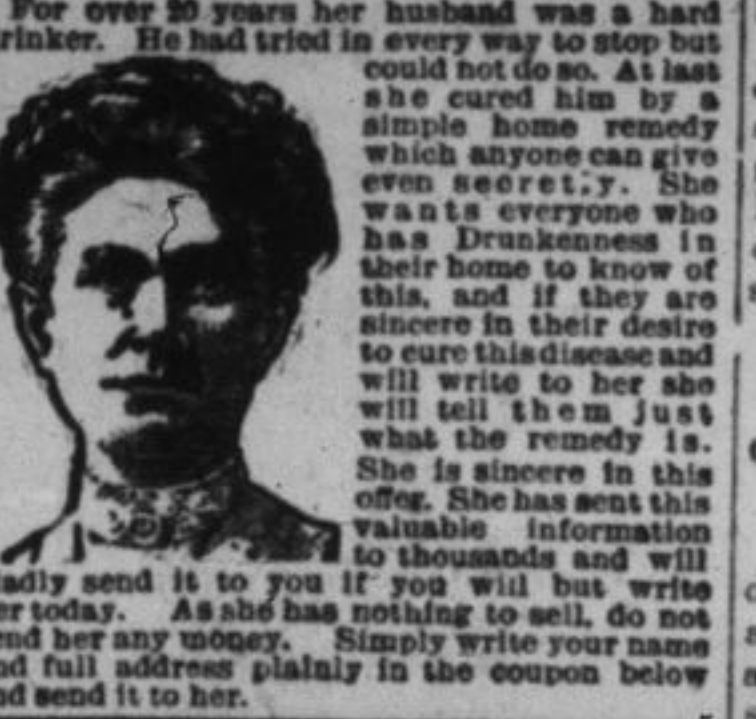 For over 20 years her husband was a hard
rinker. He had tried in every way to stop but
could not do so. At last
she cured him by a
simple home remedy
which anyone can give
even secretly. She
wants everyone who
has Drunkenness in
their home to know of
this, and if they are
sincere in their desire
to cure this disease and
will write to her she
will tell them just
what the remedy is.
She is sincere in this
offer. She has sent this
valuable information
to thousands and will
ladly send it to you if you will but write
er today. As she has nothing to sell, do not
end her any money. Simply write your name
nd full address plainly in the coupon below
nd send it to her.